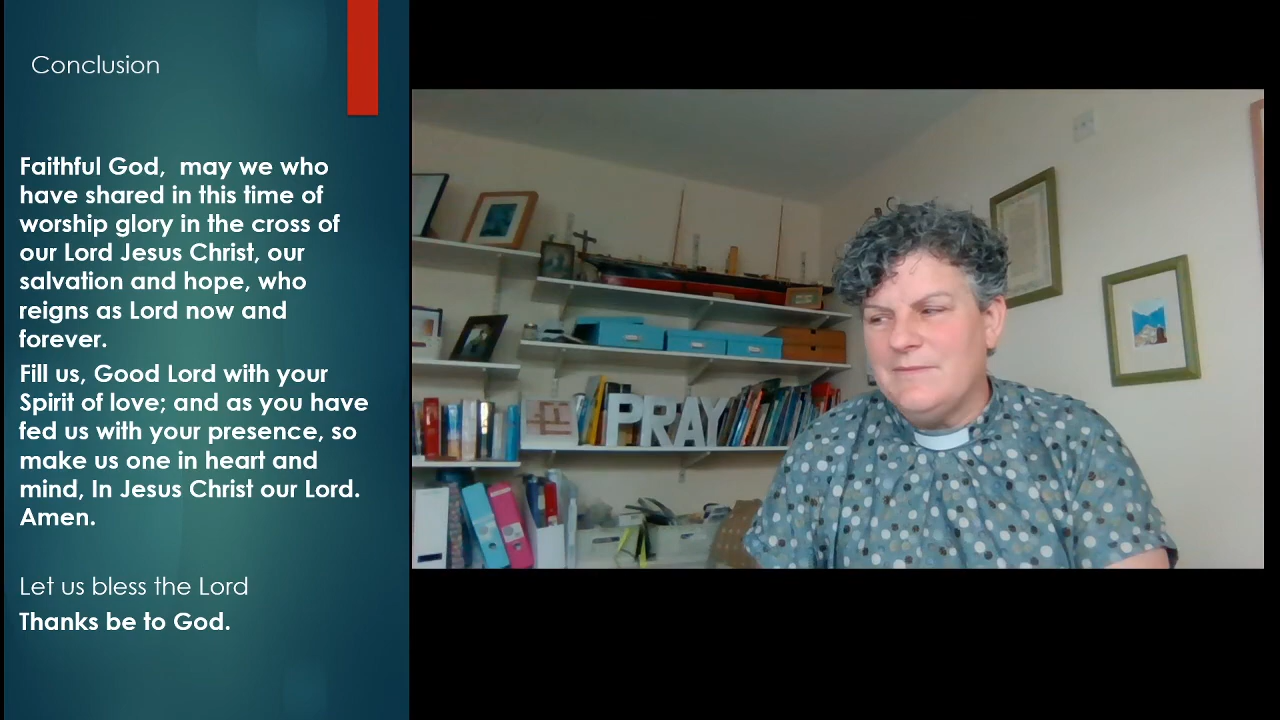 Conclusion
Faithful God,  may we who
have shared in this time of
worship glory in the cross of
our Lord Jesus Christ, our
salvation and hope, who
reigns as Lord now and
forever.
Fill us, Good Lord with your
Spirit of love; and as you have
fed us with your presence, so
make us one in heart and
mind, In Jesus Christ our Lord.
Amen.
Let us bless the Lord
Thanks be to God.
PRAY